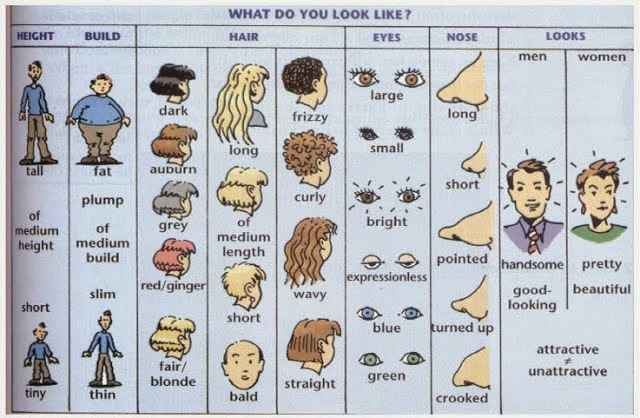 WHAT DO YOU LOOK LIKE?
HEIGHT
BUILD
HAIR
EYES
NOSE
LOOKS
tall
of
medium
height
short
tiny
fat
plump
of
medium
build
slim
thin
dark
auburn
grey
red/ginger
fair/
blonde
long
of
medium
length
short
bald
frizzy
curly
wavy
straight
large
small
bright
expressionless
blue
green
long
short
pointed
turned up
crooked
men
women
handsome
pretty
good-
looking
beautiful
attractive
≠
unattractive